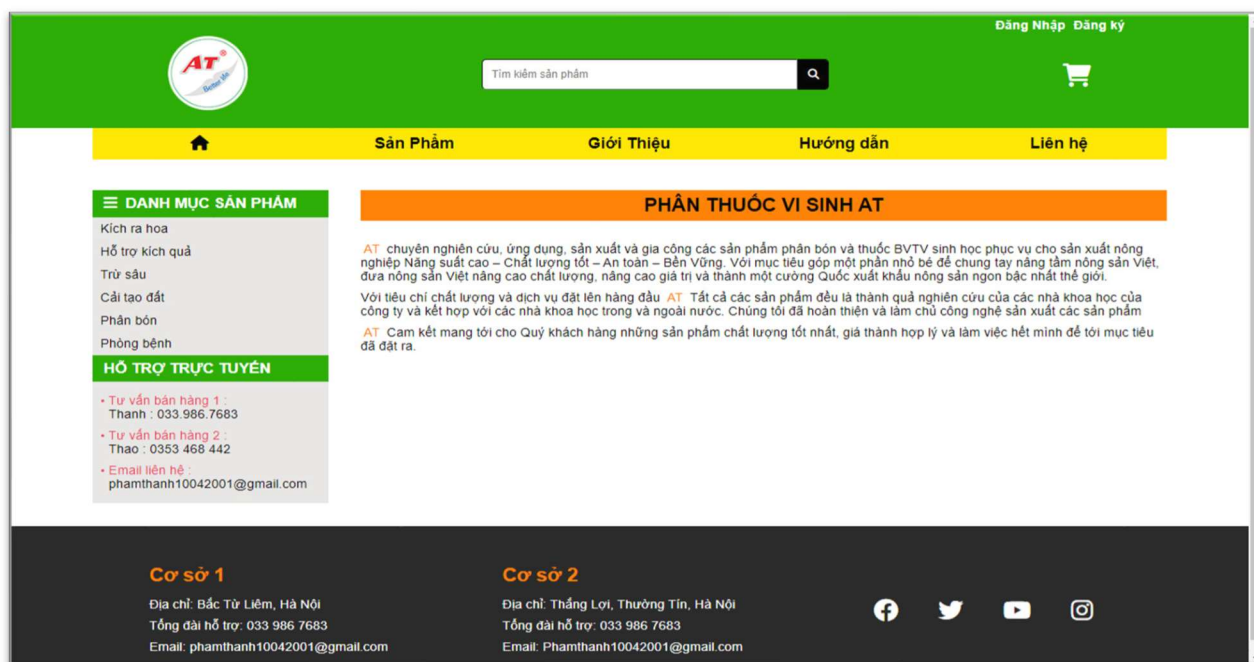 Đăng Nhập Đăng ký
AT®
Better life
Tìm kiếm sản phẩm
Sản Phẩm Giới Thiệu Hướng dẫn Liên hệ
DANH MỤC SẢN PHẨM
Kích ra hoa
Hỗ trợ kích quả
Trừ sâu
Cải tạo đất
Phân bón
Phòng bệnh
HỖ TRỢ TRỰC TUYẾN
• Tư vấn bán hàng 1 :
Thanh : 033.986.7683
• Tư vấn bán hàng 2 :
Thao : 0353 468 442
• Email liên hệ :
phamthanh10042001@gmail.com
PHÂN THUỐC VI SINH AT
AT chuyên nghiên cứu, ứng dụng, sản xuất và gia công các sản phẩm phân bón và thuốc BVTV sinh học phục vụ cho sản xuất nông
nghiệp Năng suất cao – Chất lượng tốt – An toàn – Bền Vững. Với mục tiêu góp một phần nhỏ bé để chung tay nâng tầm nông sản Việt,
đưa nông sản Việt nâng cao chất lượng, nâng cao giá trị và thành một cường Quốc xuất khẩu nông sản ngon bậc nhất thế giới.
Với tiêu chí chất lượng và dịch vụ đặt lên hàng đầu AT Tất cả các sản phẩm đều là thành quả nghiên cứu của các nhà khoa học của
công ty và kết hợp với các nhà khoa học trong và ngoài nước. Chúng tôi đã hoàn thiện và làm chủ công nghệ sản xuất các sản phẩm
AT Cam kết mang tới cho Quý khách hàng những sản phẩm chất lượng tốt nhất, giá thành hợp lý và làm việc hết mình để tới mục tiêu
đã đặt ra.
Cơ sở 1
Địa chỉ: Bắc Từ Liêm, Hà Nội
Tổng đài hỗ trợ: 033 986 7683
Email: phamthanh10042001@gmail.com
Cơ sở 2
Địa chỉ: Thắng Lợi, Thường Tín, Hà Nội
Tổng đài hỗ trợ: 033 986 7683
Email: Phamthanh10042001@gmail.com